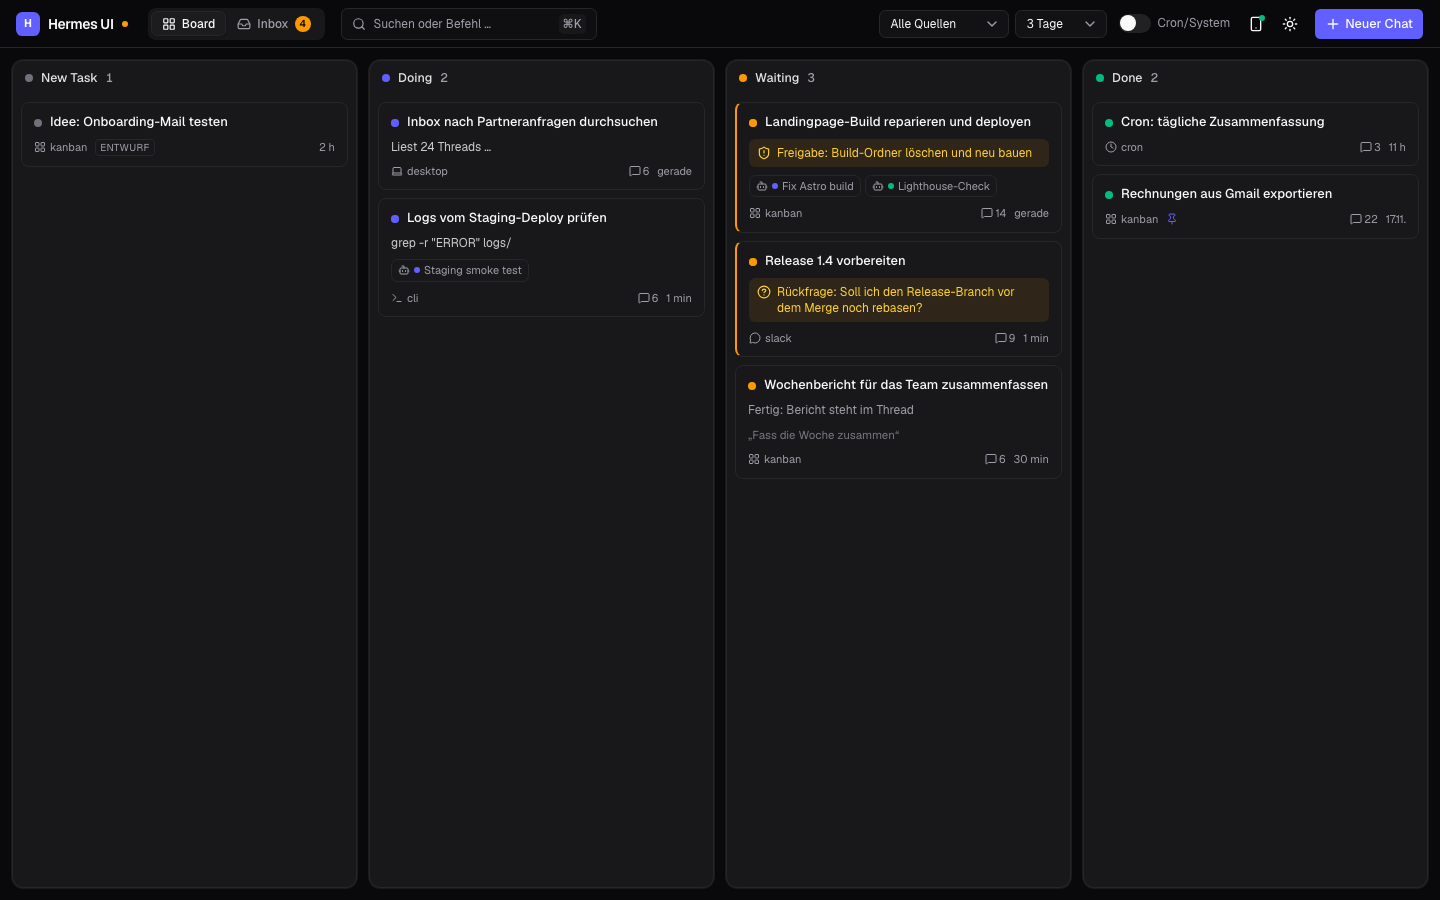 H Hermes UI Board Inbox 4 Suchen oder Befehl … ⌘K Alle Quellen 3 Tage Cron/System Neuer Chat
New Task 1
Idee: Onboarding-Mail testen
kanban ENTWURF 2 h
Doing 2
Inbox nach Partneranfragen durchsuchen
Liest 24 Threads …
desktop 6 gerade
Logs vom Staging-Deploy prüfen
grep -r "ERROR" logs/
Staging smoke test
cli 6 1 min
Waiting 3
Landingpage-Build reparieren und deployen
Freigabe: Build-Ordner löschen und neu bauen
Fix Astro build Lighthouse-Check
kanban 14 gerade
Release 1.4 vorbereiten
Rückfrage: Soll ich den Release-Branch vor
dem Merge noch rebasen?
slack 9 1 min
Wochenbericht für das Team zusammenfassen
Fertig: Bericht steht im Thread
„Fass die Woche zusammen“
kanban 6 30 min
Done 2
Cron: tägliche Zusammenfassung
cron 3 11 h
Rechnungen aus Gmail exportieren
kanban 22 17.11.